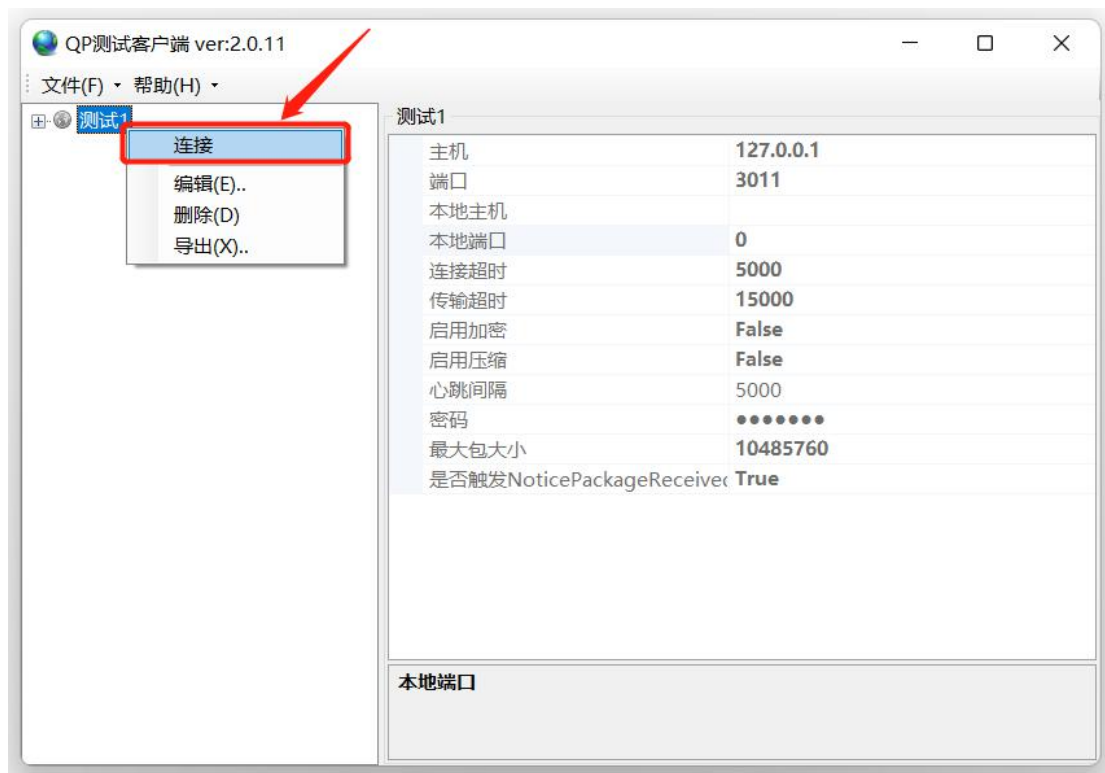 QP测试客户端 ver:2.0.11
文件(F) 帮助(H)
测试1
连接
编辑(E)..
删除(D)
导出(X)..
测试1
主机 127.0.0.1
端口 3011
本地主机
本地端口 0
连接超时 5000
传输超时 15000
启用加密 False
启用压缩 False
心跳间隔 5000
密码 ●●●●●●●
最大包大小 10485760
是否触发NoticePackageReceived True
本地端口